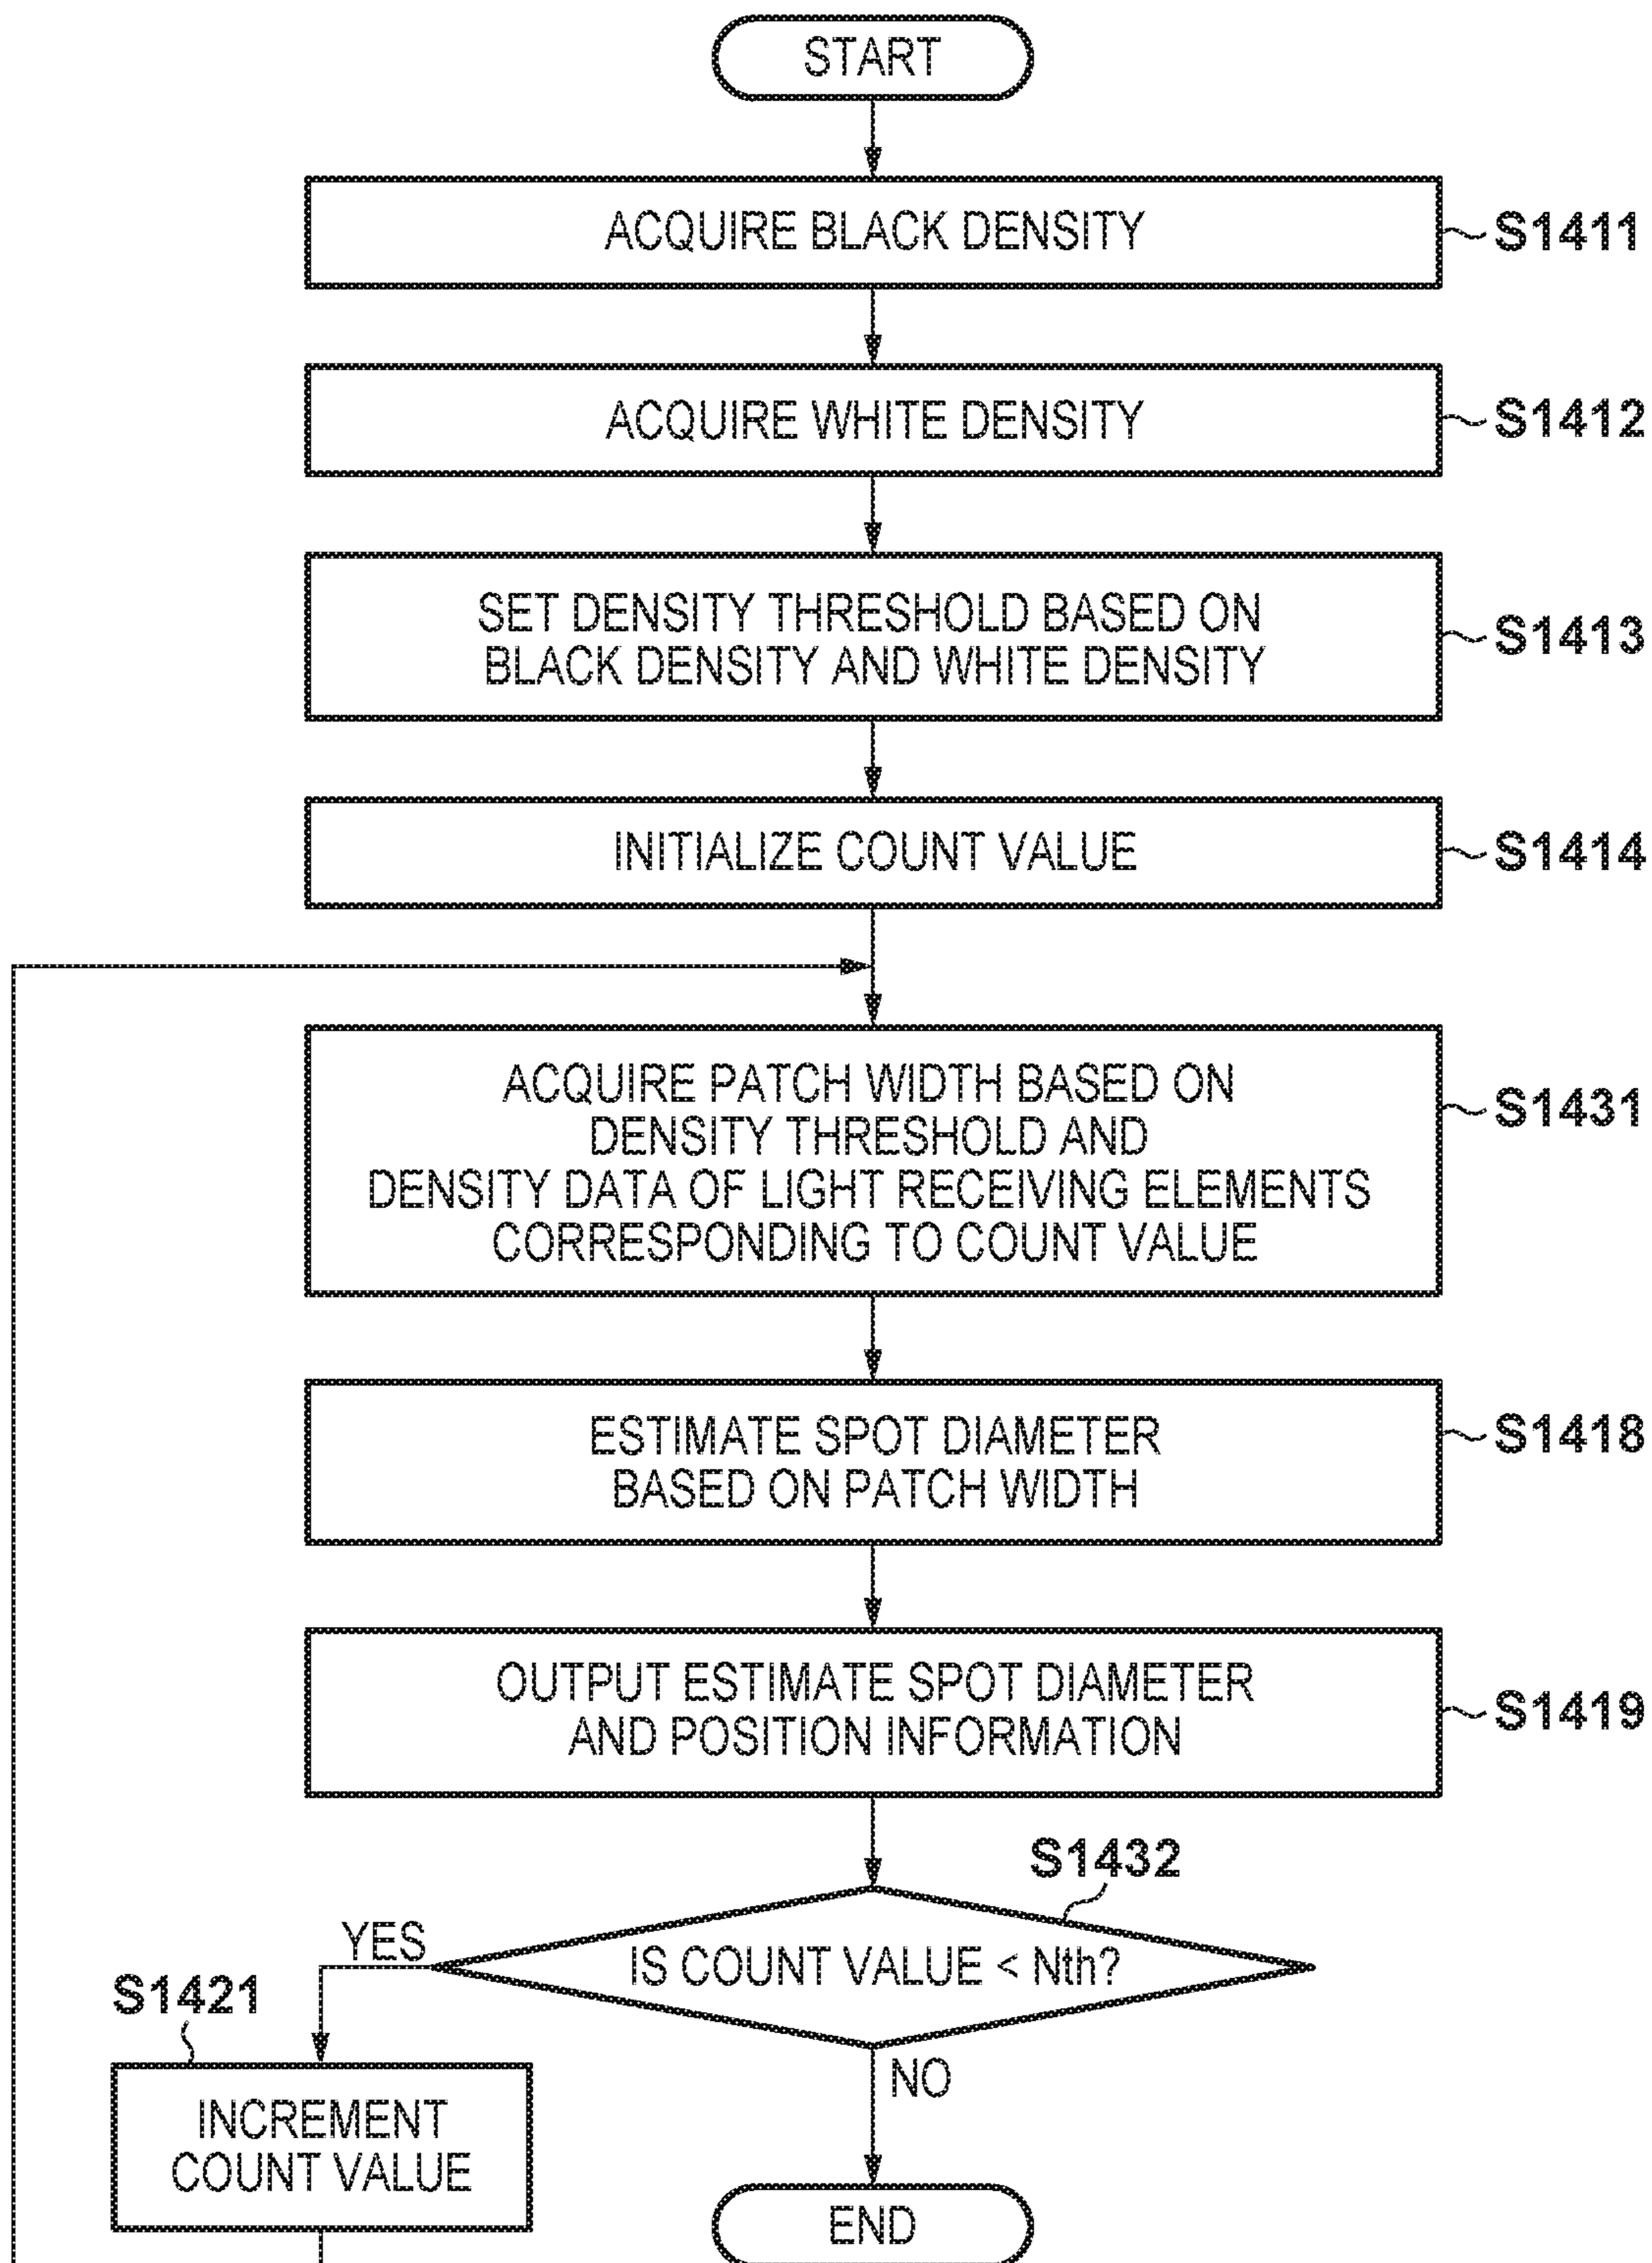 START
ACQUIRE BLACK DENSITY
S1411
ACQUIRE WHITE DENSITY
S1412
SET DENSITY THRESHOLD BASED ON
BLACK DENSITY AND WHITE DENSITY
S1413
INITIALIZE COUNT VALUE
S1414
ACQUIRE PATCH WIDTH BASED ON
DENSITY THRESHOLD AND
DENSITY DATA OF LIGHT RECEIVING ELEMENTS
CORRESPONDING TO COUNT VALUE
S1431
ESTIMATE SPOT DIAMETER
BASED ON PATCH WIDTH
S1418
OUTPUT ESTIMATE SPOT DIAMETER
AND POSITION INFORMATION
S1419
S1432
IS COUNT VALUE < Nth?
YES
S1421
INCREMENT
COUNT VALUE
NO
END